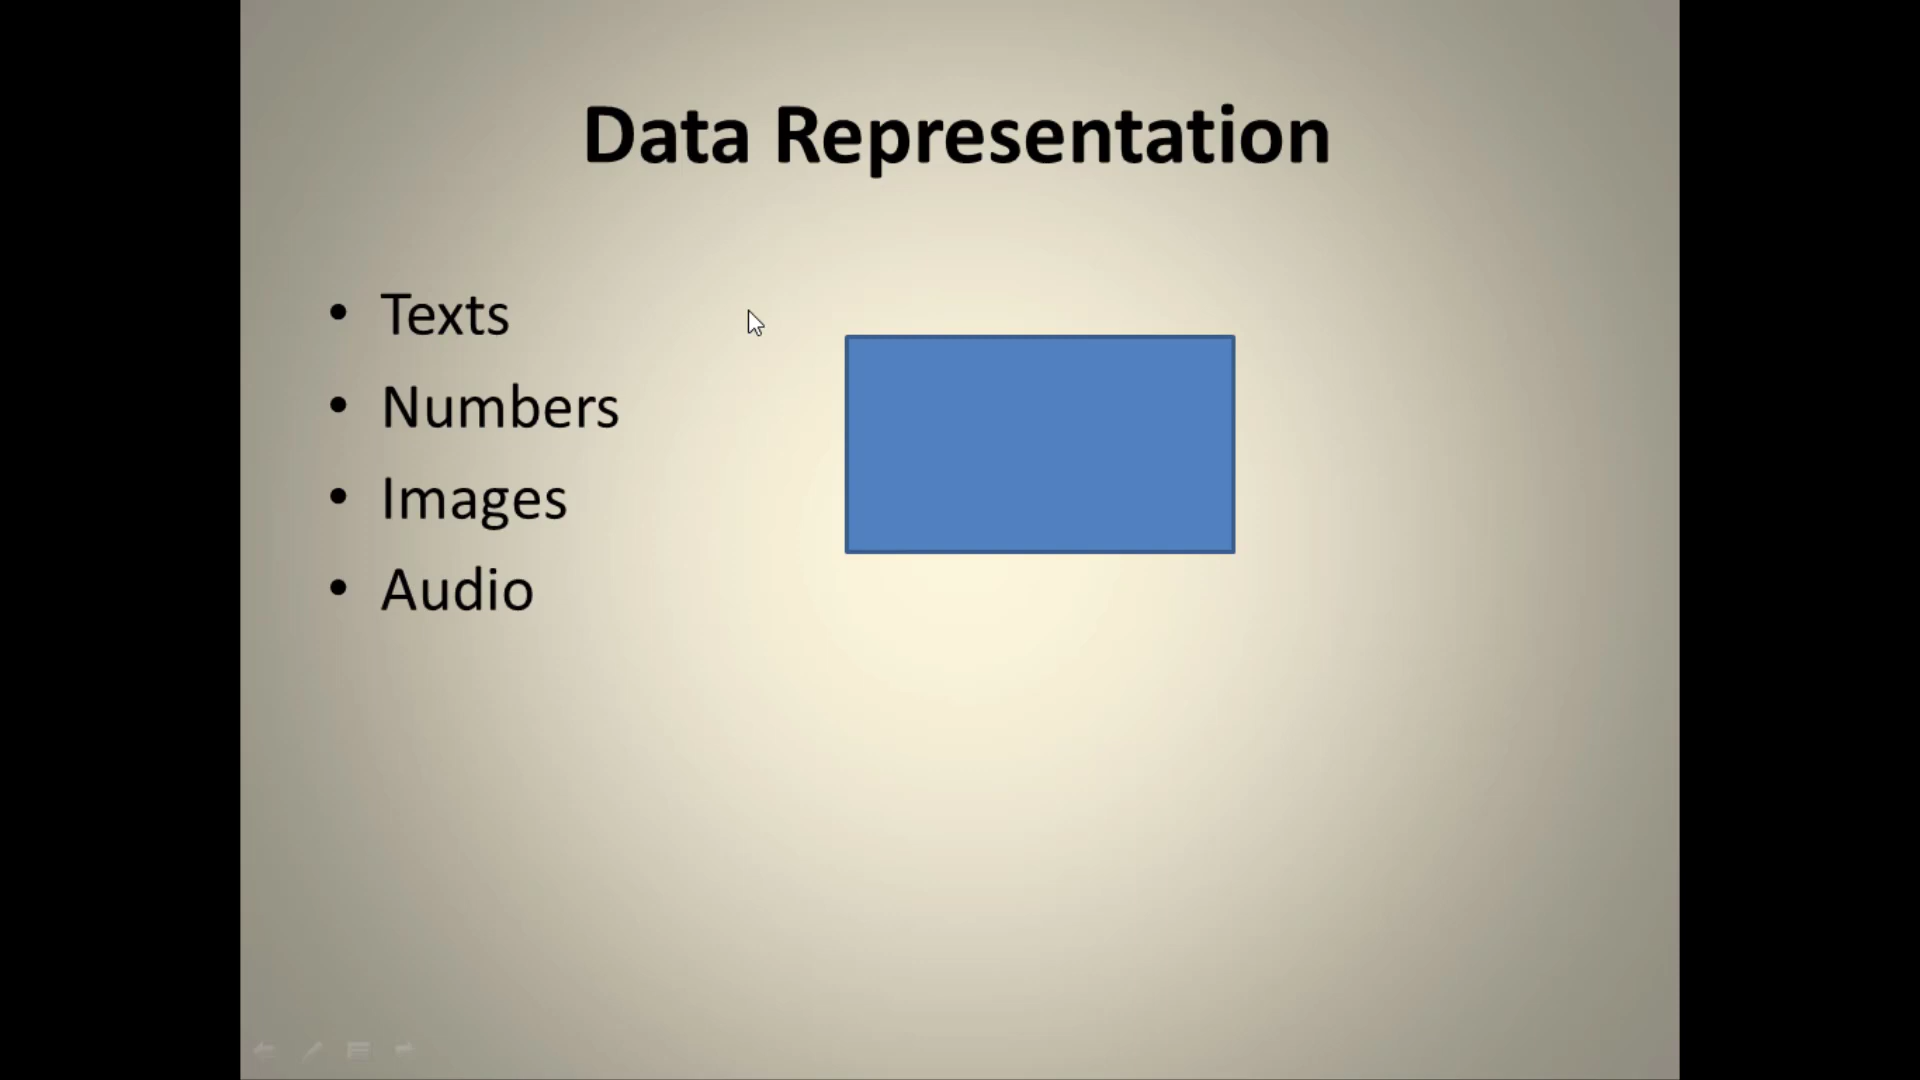 Data Representation
• Texts
• Numbers
• Images
• Audio